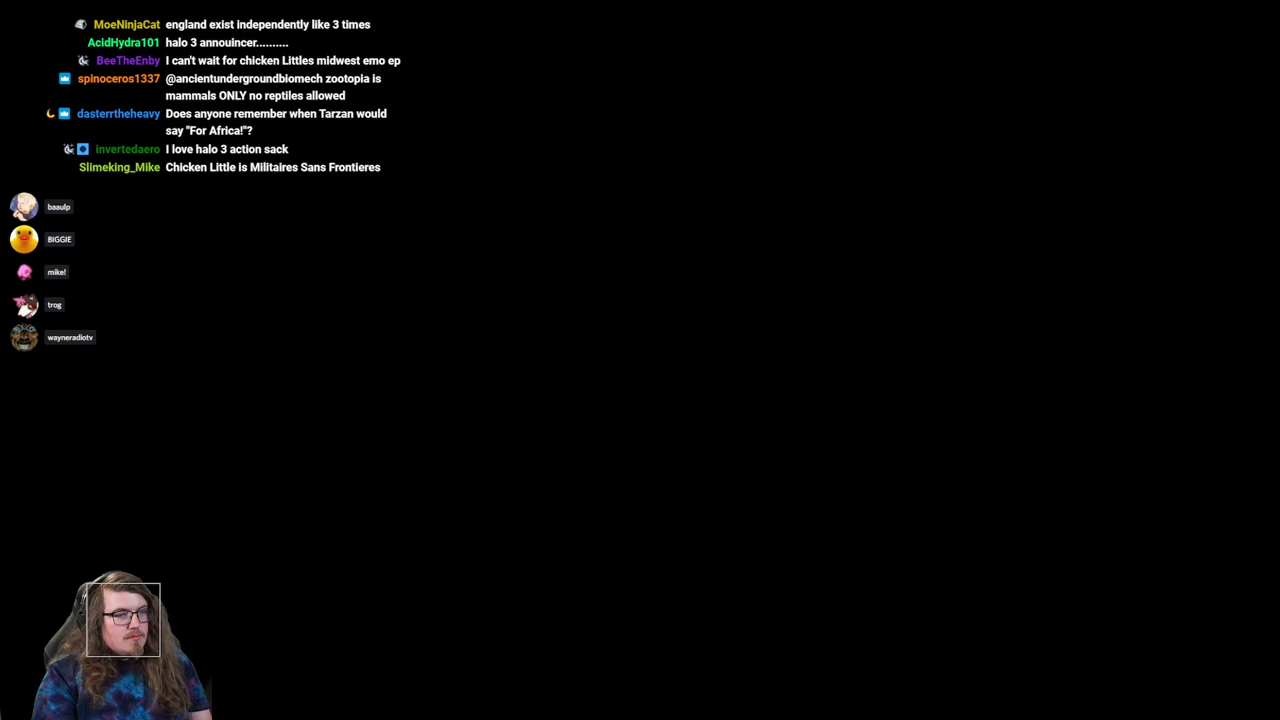 MoeNinjaCat england exist independently like 3 times
AcidHydra101 halo 3 annouincer..........
BeeTheEnby I can't wait for chicken Littles midwest emo ep
spinoceros1337 @ancientundergroundbiomech zootopia is
mammals ONLY no reptiles allowed
dasterrtheheavy Does anyone remember when Tarzan would
say "For Africa!"?
invertedaero I love halo 3 action sack
Slimeking_Mike Chicken Little is Militaires Sans Frontieres
baaulp
BIGGIE
mike!
trog
wayneradiotv